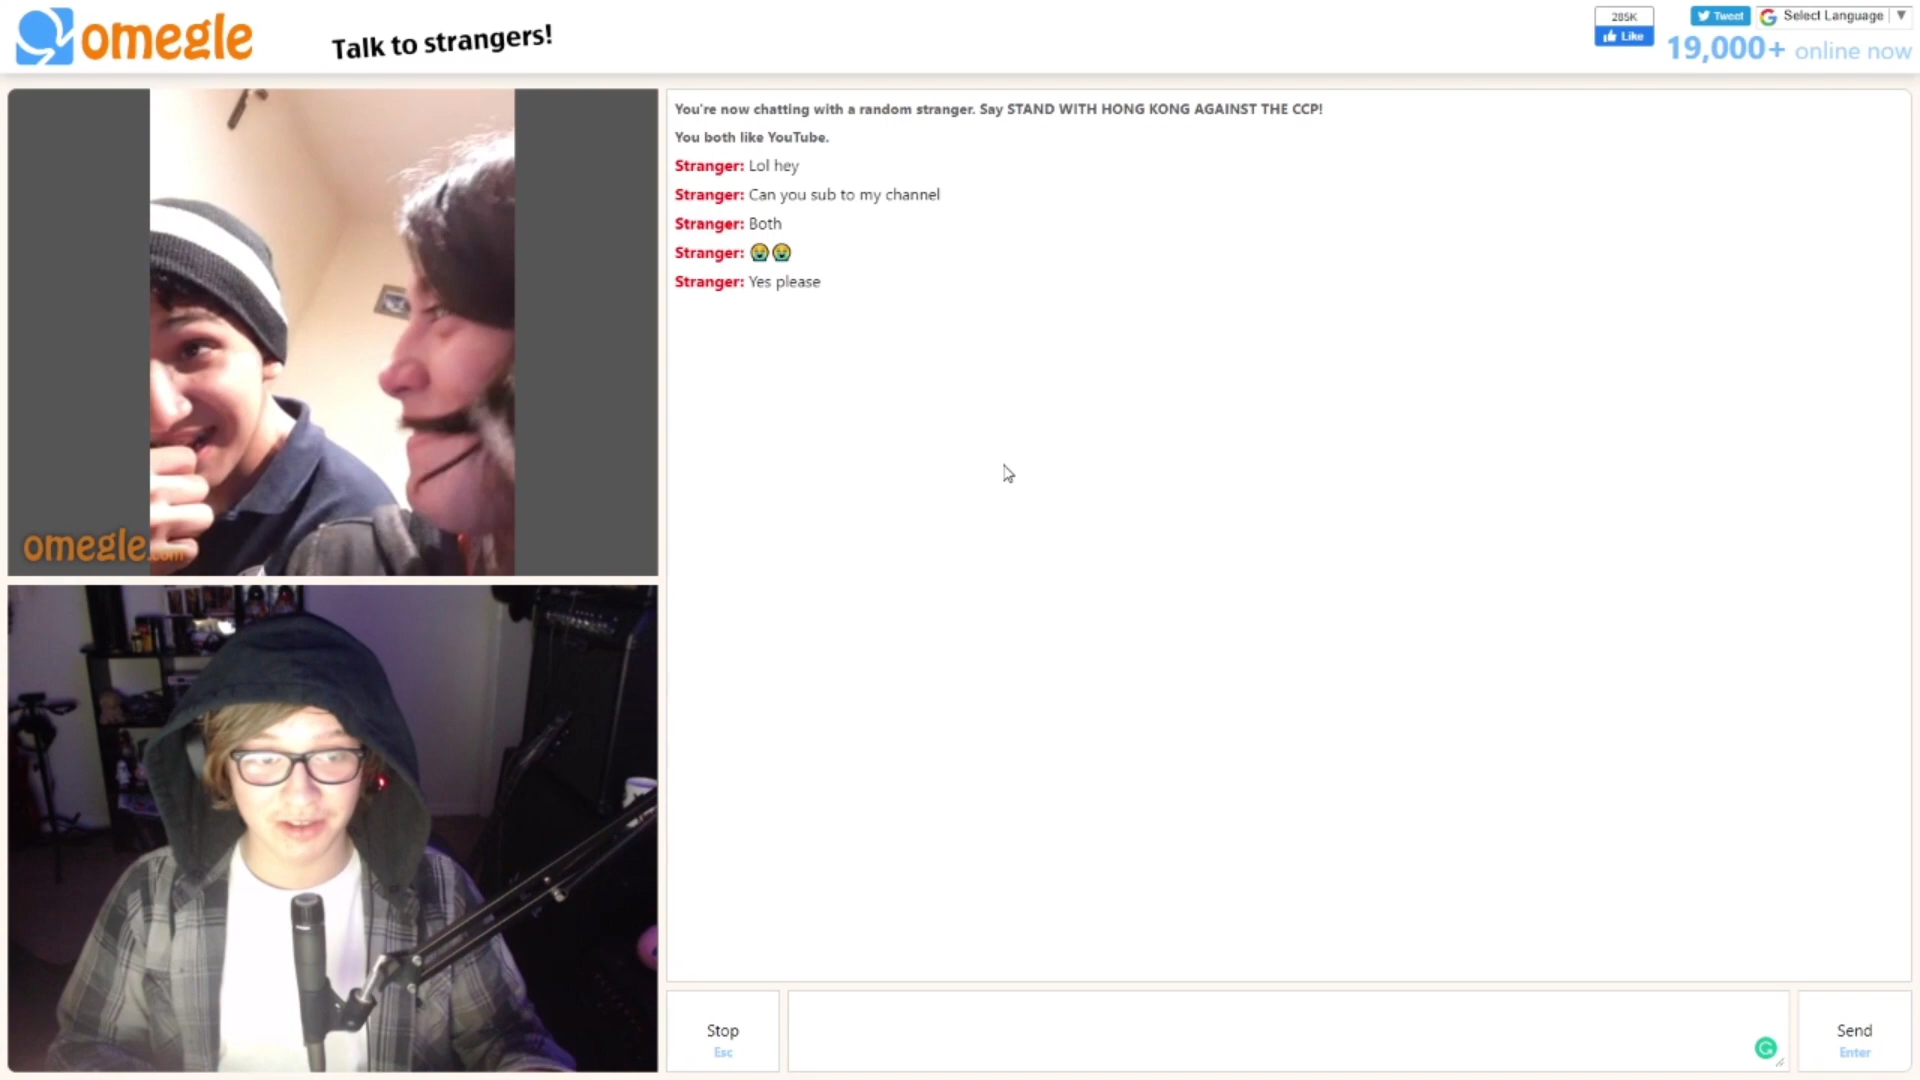 omegle
Talk to strangers!
285K
Like
Tweet
Select Language
19,000+ online now
You're now chatting with a random stranger. Say STAND WITH HONG KONG AGAINST THE CCP!
You both like YouTube.
Stranger: Lol hey
Stranger: Can you sub to my channel
Stranger: Both
Stranger: 😭😭
Stranger: Yes please
omegle.com
Stop
Esc
Send
Enter